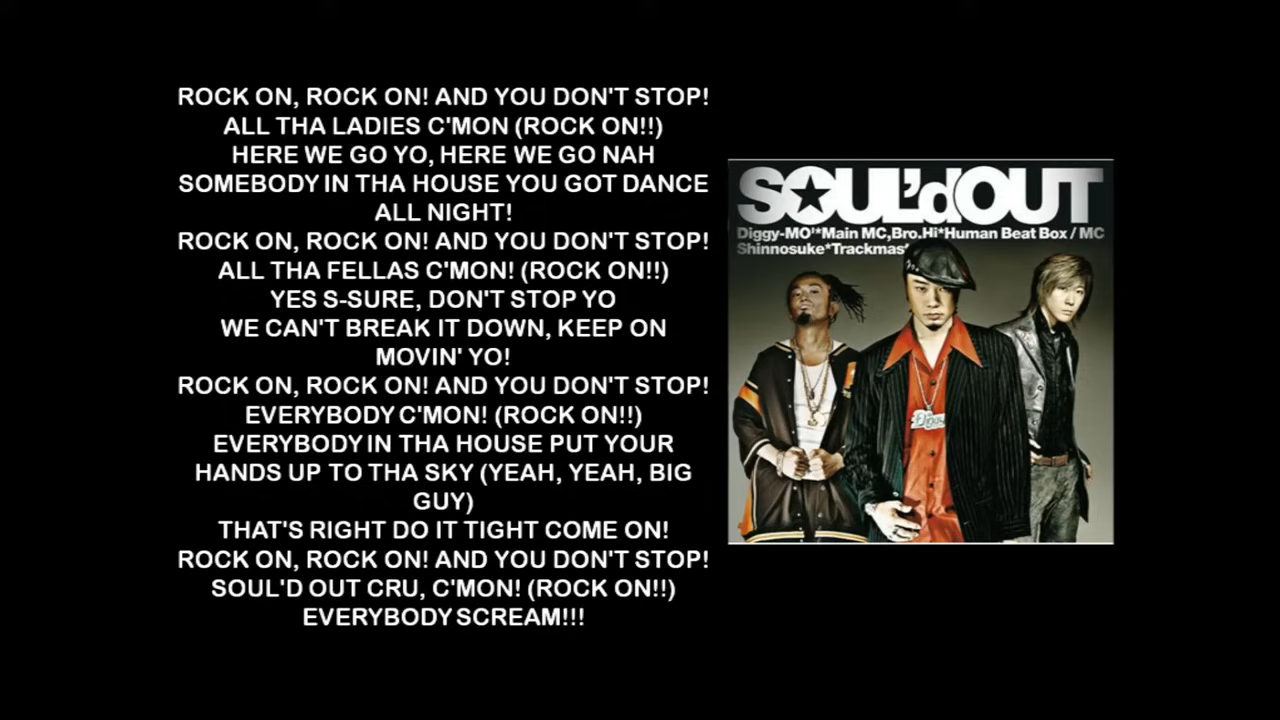 ROCK ON, ROCK ON! AND YOU DON'T STOP!
ALL THA LADIES C'MON (ROCK ON!!)
HERE WE GO YO, HERE WE GO NAH
SOMEBODY IN THA HOUSE YOU GOT DANCE
ALL NIGHT!
ROCK ON, ROCK ON! AND YOU DON'T STOP!
ALL THA FELLAS C'MON! (ROCK ON!!)
YES S-SURE, DON'T STOP YO
WE CAN'T BREAK IT DOWN, KEEP ON
MOVIN' YO!
ROCK ON, ROCK ON! AND YOU DON'T STOP!
EVERYBODY C'MON! (ROCK ON!!)
EVERYBODY IN THA HOUSE PUT YOUR
HANDS UP TO THA SKY (YEAH, YEAH, BIG
GUY)
THAT'S RIGHT DO IT TIGHT COME ON!
ROCK ON, ROCK ON! AND YOU DON'T STOP!
SOUL'D OUT CRU, C'MON! (ROCK ON!!)
EVERYBODY SCREAM!!!
SOUL'dOUT
Diggy-MO'*Main MC,Bro.Hi*Human Beat Box / MC
Shinnosuke*Trackmas